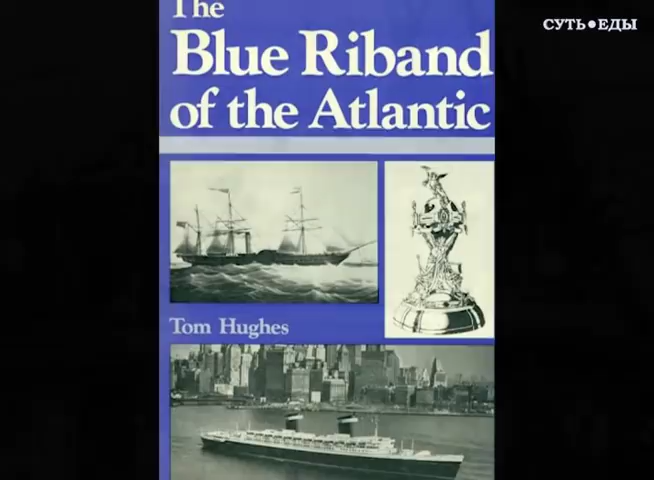 СУТЬ•ЕДЫ
The
Blue Riband
of the Atlantic
Tom Hughes